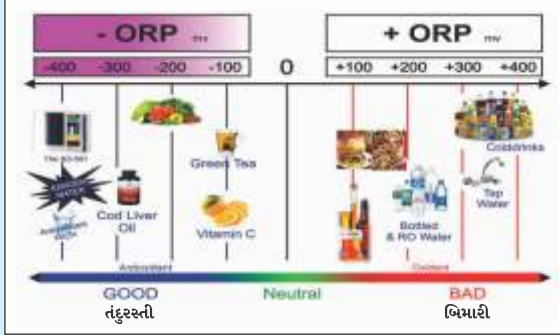 - ORP mv
+ ORP mv
-400 -300 -200 -100 0 +100 +200 +300 +400
Green Tea
Colddrinks
Cod Liver
Oil
Vitamin C
Tap
Water
Bottled
& RO Water
Antioxidant
Oxidant
GOOD Neutral BAD
તંદુરસ્તી બિમારી